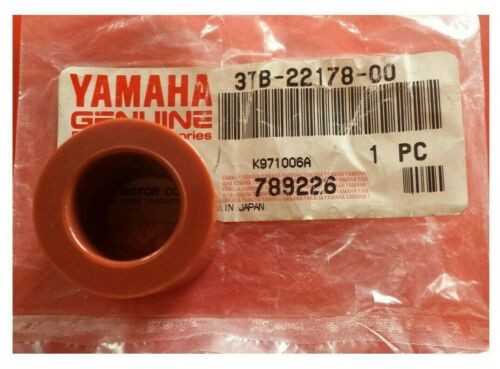 YAMAHA
GENUINE
3TB-22178-00
K971006A
1 PC
789226
MOTOR CO
IN JAPAN